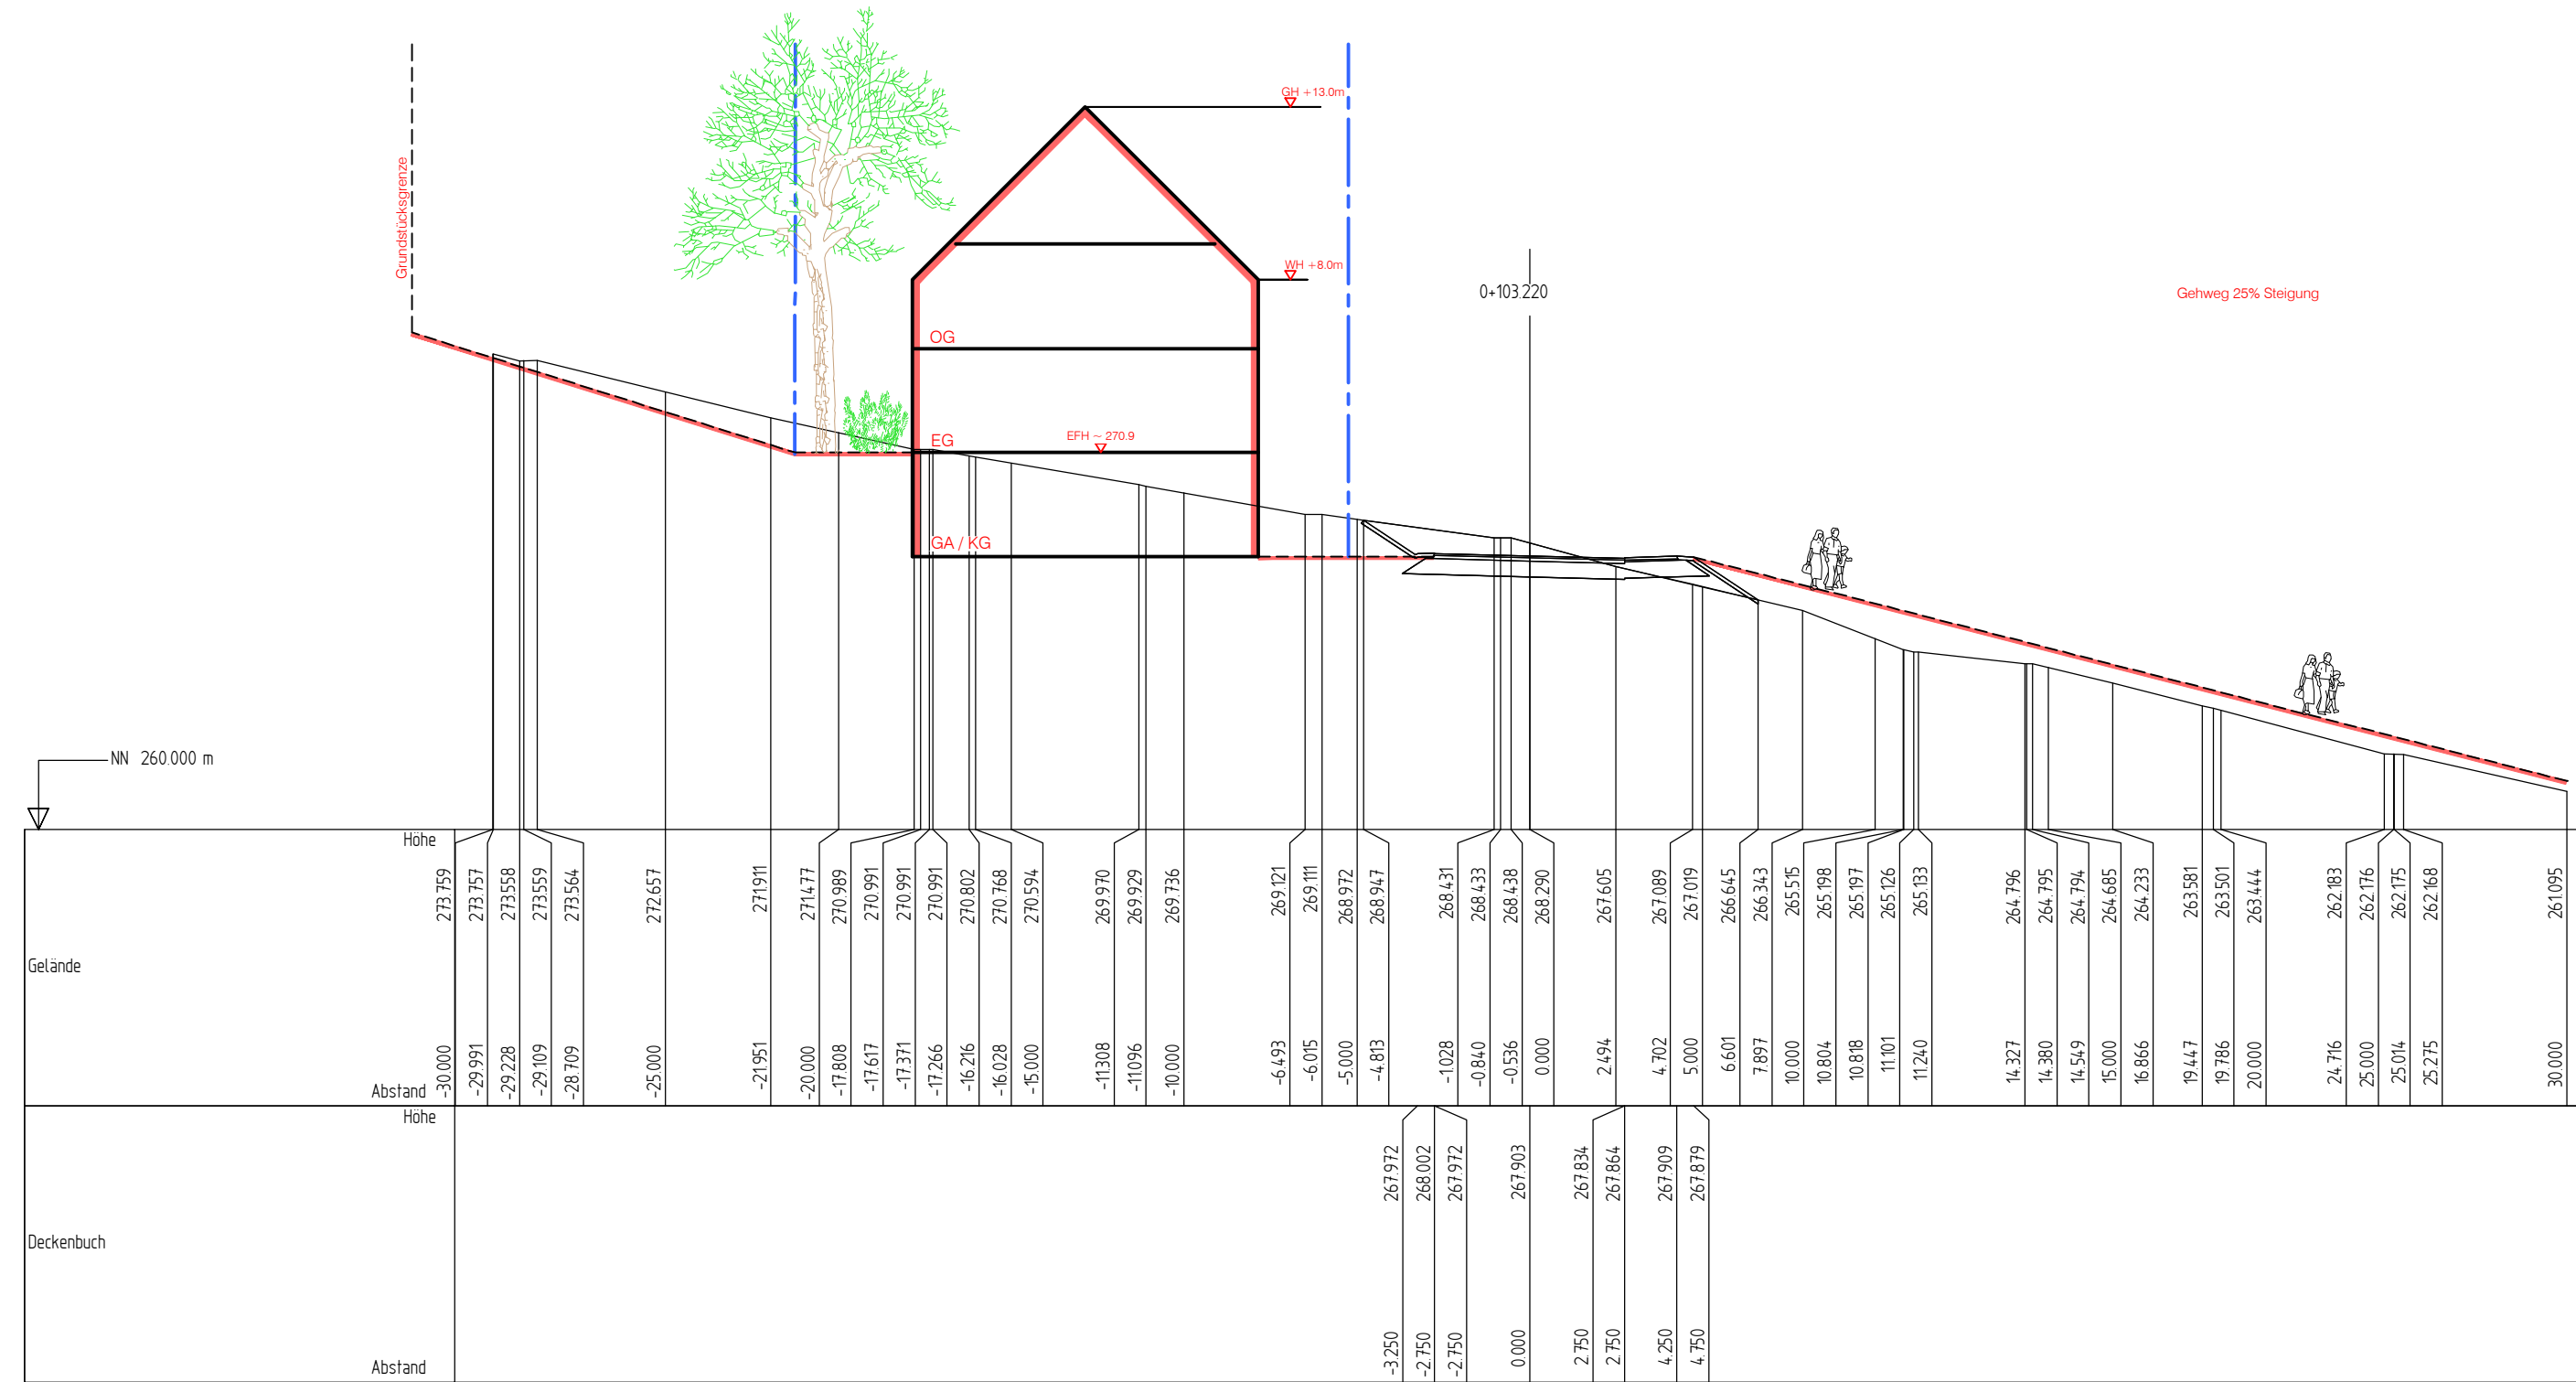 GH +13.0m
Grundstücksgrenze
WH +8.0m
0+103.220
Gehweg 25% Steigung
OG
EG
EFH ~ 270.9
GA / KG
NN 260.000 m
Höhe
273.759 273.757 273.558 273.559 273.564 272.657 271.911 271.477 270.989 270.991 270.991 270.991 270.802 270.768 270.594 269.970 269.929 269.736 269.121 269.111 268.972 268.947 268.431 268.433 268.438 268.290 267.605 267.089 267.019 266.645 266.343 265.515 265.198 265.197 265.126 265.133 264.796 264.795 264.794 264.685 264.233 263.581 263.501 263.444 262.183 262.176 262.175 262.168 261.095
Gelände
Abstand
-30.000 -29.991 -29.228 -29.109 -28.709 -25.000 -21.951 -20.000 -17.808 -17.617 -17.371 -17.266 -16.216 -16.028 -15.000 -11.308 -11.096 -10.000 -6.493 -6.015 -5.000 -4.813 -1.028 -0.840 -0.536 0.000 2.494 4.702 5.000 6.601 7.897 10.000 10.804 10.818 11.101 11.240 14.327 14.380 14.549 15.000 16.866 19.447 19.786 20.000 24.716 25.000 25.014 25.275 30.000
Höhe
267.972 268.002 267.972 267.903 267.834 267.864 267.909 267.879
Deckenbuch
Abstand
-3.250 -2.750 -2.750 0.000 2.750 2.750 4.250 4.750